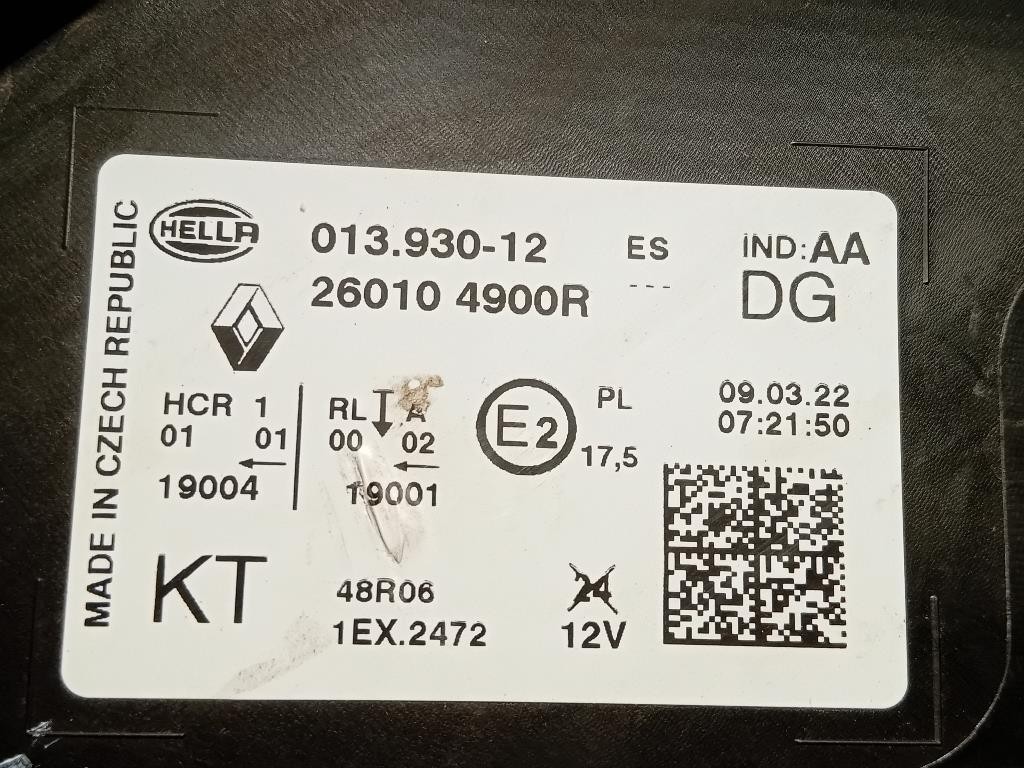 MADE IN CZECH REPUBLIC
HELLA
013.930-12 ES IND: AA
26010 4900R --- DG
HCR 1
01 01
19004
RL A
00 02
19001
E2
PL
17,5
09.03.22
07:21:50
KT
48R06
1EX.2472
24
12V